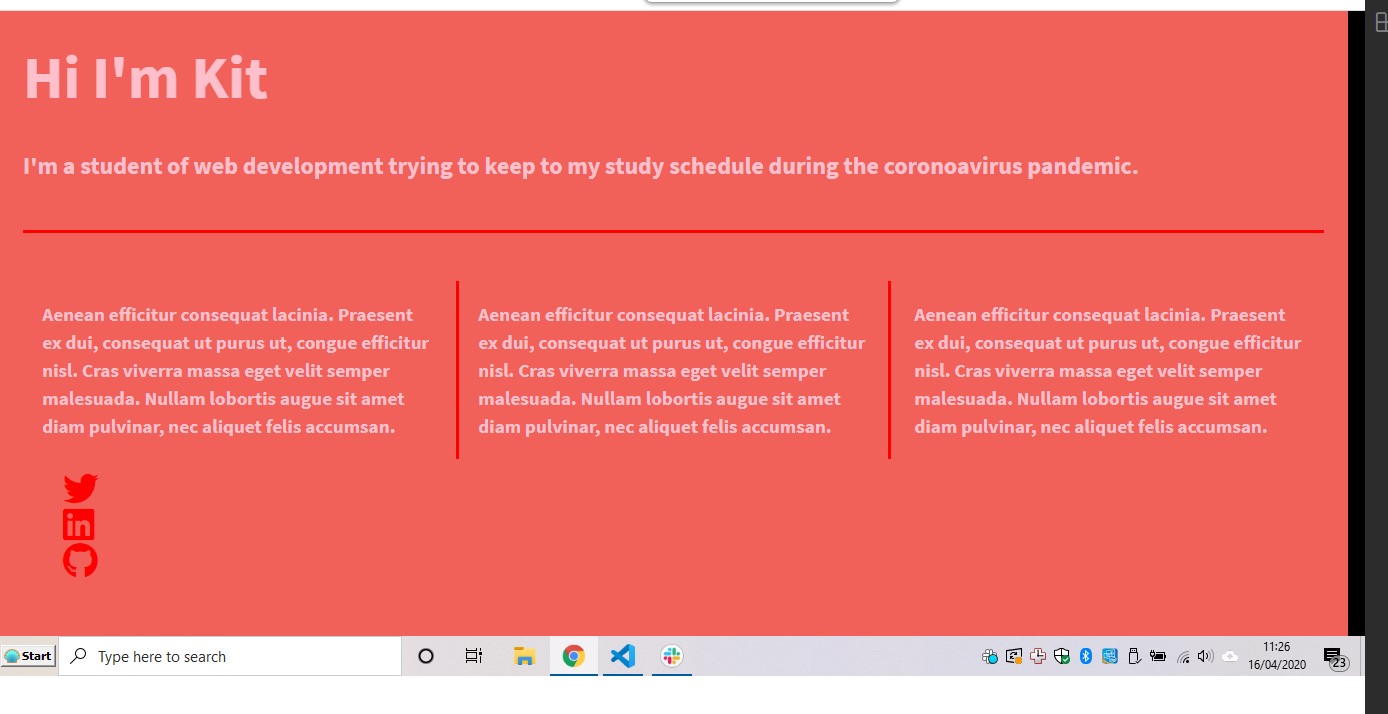 Hi I'm Kit
I'm a student of web development trying to keep to my study schedule during the coronoavirus pandemic.
Aenean efficitur consequat lacinia. Praesent
ex dui, consequat ut purus ut, congue efficitur
nisl. Cras viverra massa eget velit semper
malesuada. Nullam lobortis augue sit amet
diam pulvinar, nec aliquet felis accumsan.
Aenean efficitur consequat lacinia. Praesent
ex dui, consequat ut purus ut, congue efficitur
nisl. Cras viverra massa eget velit semper
malesuada. Nullam lobortis augue sit amet
diam pulvinar, nec aliquet felis accumsan.
Aenean efficitur consequat lacinia. Praesent
ex dui, consequat ut purus ut, congue efficitur
nisl. Cras viverra massa eget velit semper
malesuada. Nullam lobortis augue sit amet
diam pulvinar, nec aliquet felis accumsan.
in
Start
Type here to search
11:26
16/04/2020
23